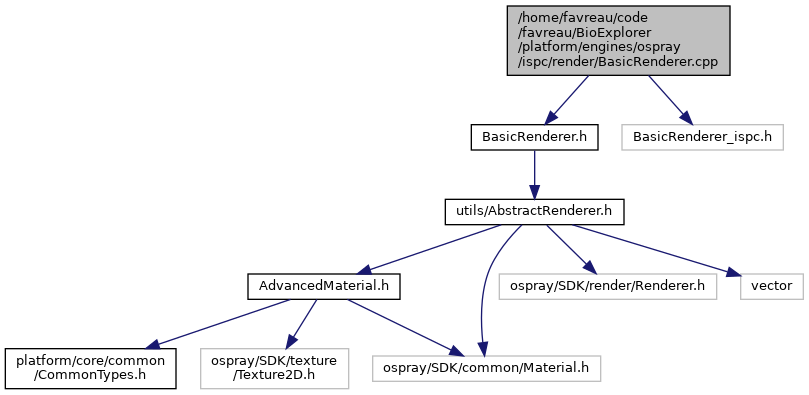 /home/favreau/code
/favreau/BioExplorer
/platform/engines/ospray
/ispc/render/BasicRenderer.cpp
BasicRenderer.h
BasicRenderer_ispc.h
utils/AbstractRenderer.h
AdvancedMaterial.h
ospray/SDK/render/Renderer.h
vector
platform/core/common
/CommonTypes.h
ospray/SDK/texture
/Texture2D.h
ospray/SDK/common/Material.h